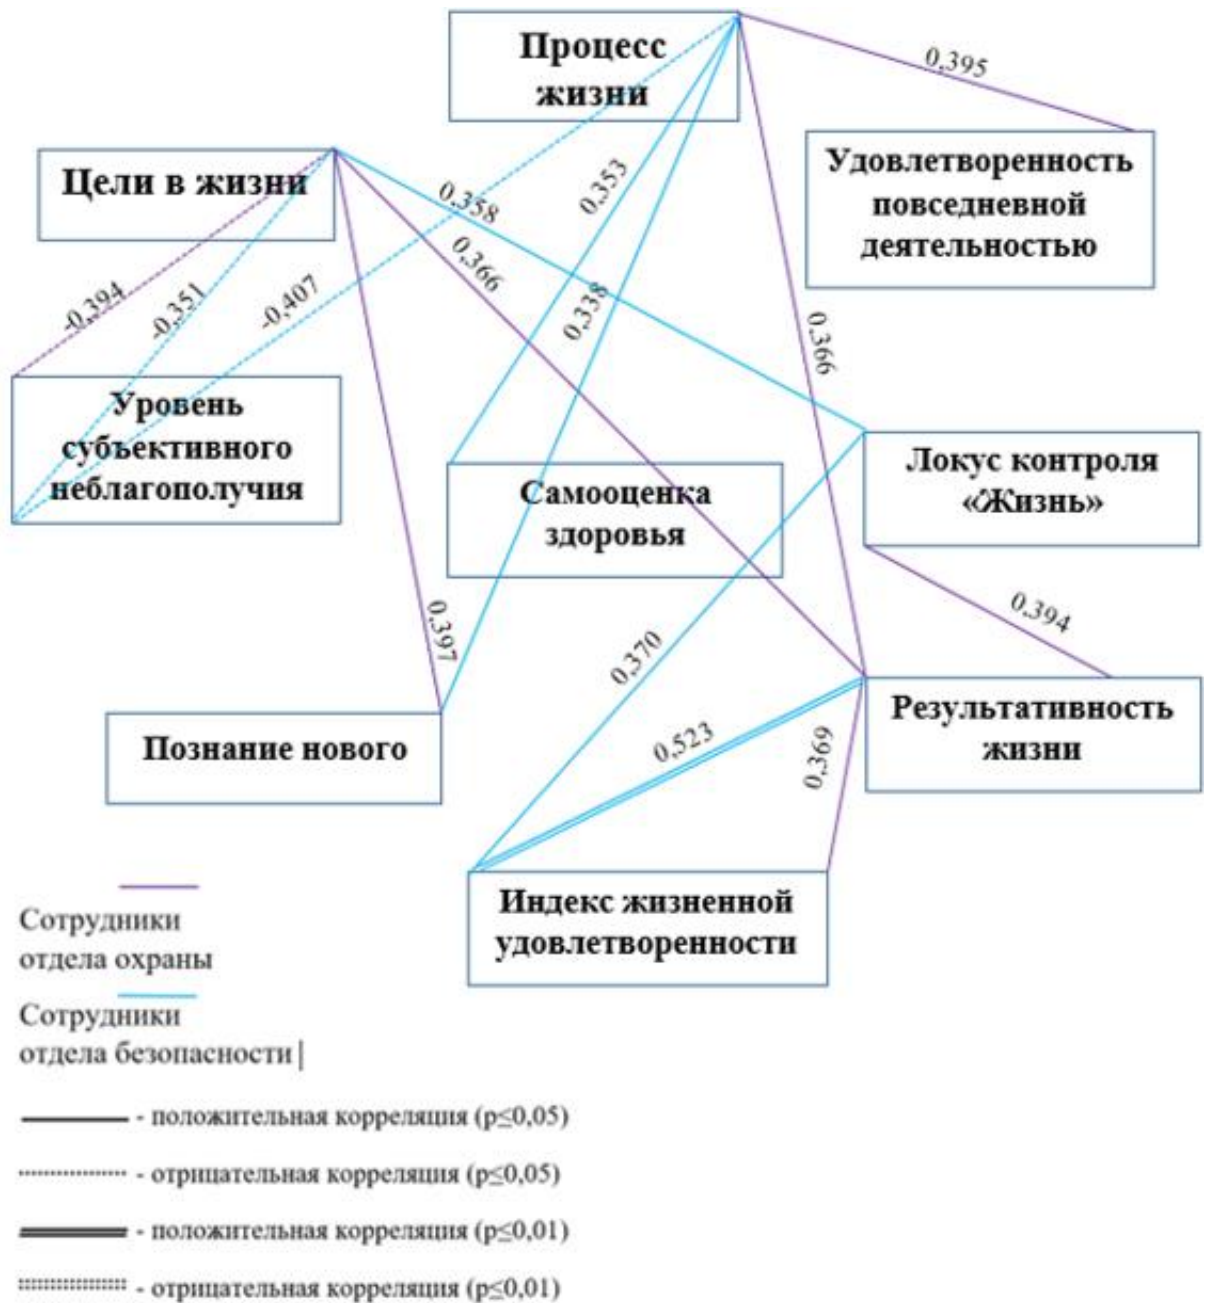 Процесс
жизни
0,395
Удовлетворенность
повседневной
деятельностью
Цели в жизни
0,353
0,358
0,366
-0,394
-0,351
-0,407
0,338
0,366
Уровень
субъективного
неблагополучия
Самооценка
здоровья
Локус контроля
«Жизнь»
0,397
0,370
0,394
Познание нового
0,523
0,369
Результативность
жизни
Индекс жизненной
удовлетворенности
Сотрудники
отдела охраны
Сотрудники
отдела безопасности
- положительная корреляция (p≤0,05)
- отрицательная корреляция (p≤0,05)
- положительная корреляция (p≤0,01)
- отрицательная корреляция (p≤0,01)